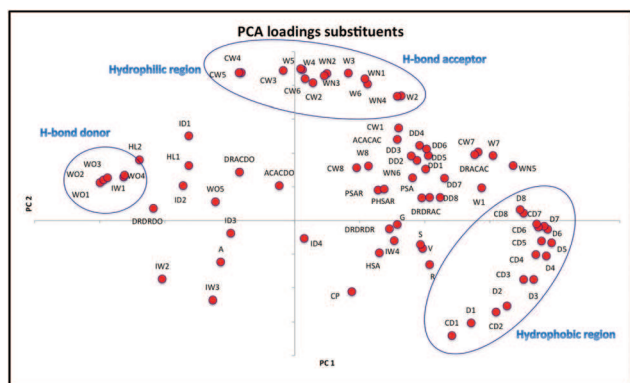 PCA loadings substituents
H-bond acceptor
Hydrophilic region
CW4 W5 W4 WN2 W3
CW5 CW3 CW6 CW2 WN3 WN1 W6 WN4 W2
H-bond donor
ID1 CW1 DD4 DD6 CW7 W7
ACACAC DD3 DD5
WO3 HL2 W8 DD2 DD1 DRACAC WN5
WO2 WO4 HL1 DRACDO CW8 WN6
WO1 IW1 ACACDO PSA DD7
ID2 WO5 PSAR PHSAR DD8 W1 D8
DRDRDO DRDRAC CD8 CD7 D7
PC 2
ID3 DRDRDR G CD6 D6
ID4 S CD5 D5
A IW4 V CD4 D4
IW2 HSA R CD3
IW3 CP D2 D3
D1
CD1 CD2
Hydrophobic region
PC 1